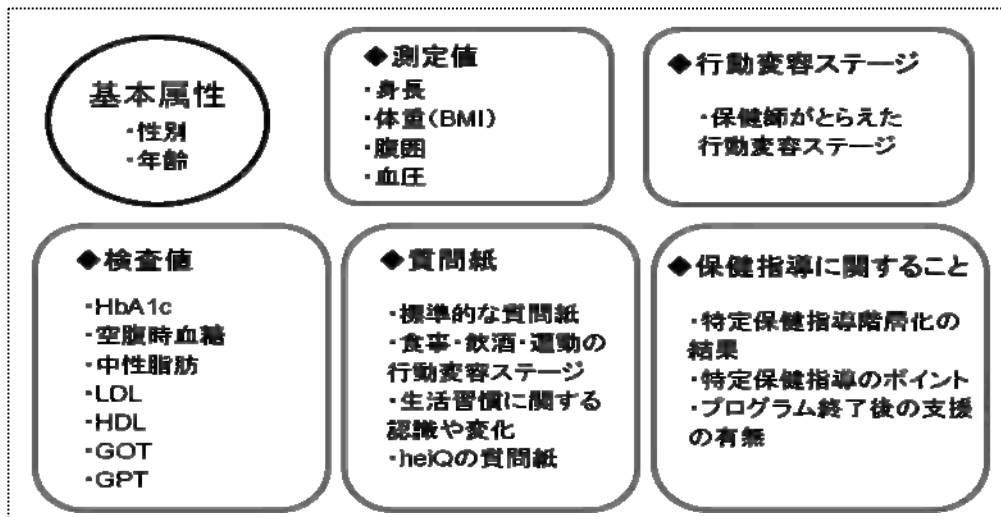 基本属性
・性別
・年齢
◆測定値
・身長
・体重(BMI)
・腹囲
・血圧
◆行動変容ステージ
・保健師がとらえた
行動変容ステージ
◆検査値
・HbA1c
・空腹時血糖
・中性脂肪
・LDL
・HDL
・GOT
・GPT
◆質問紙
・標準的な質問紙
・食事・飲酒・運動の
行動変容ステージ
・生活習慣に関する
認識や変化
・heiQの質問紙
◆保健指導に関すること
・特定保健指導階層化の
結果
・特定保健指導のポイント
・プログラム終了後の支援
の有無